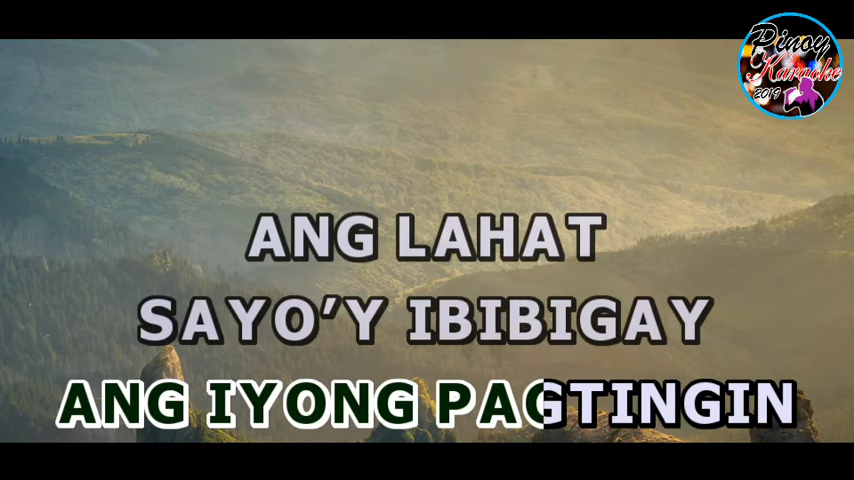 Pinoy
Karaoke
2019
ANG LAHAT
SAYO'Y IBIBIGAY
ANG IYONG PAGTINGIN